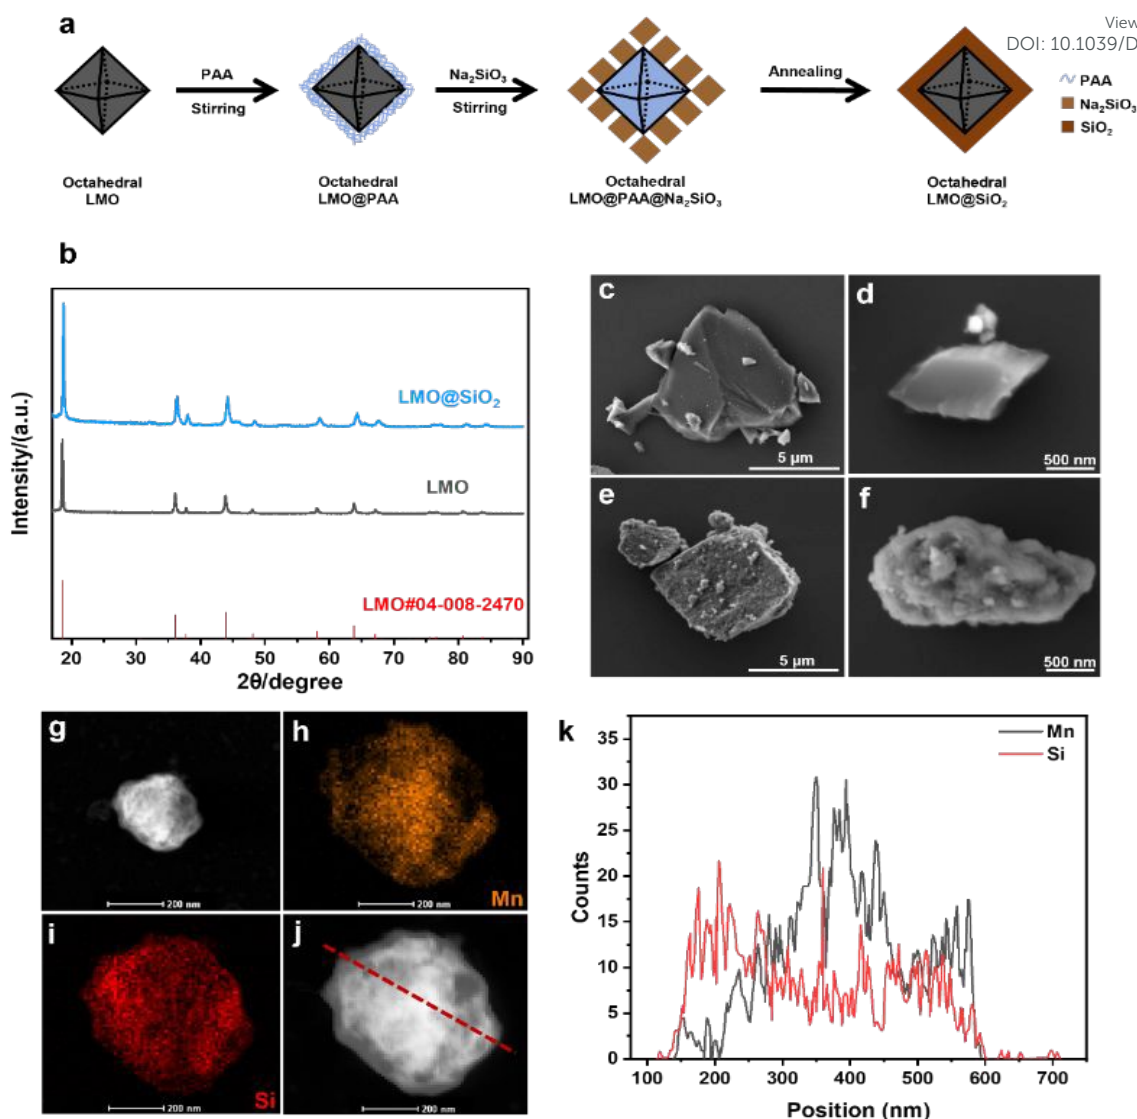 View
DOI: 10.1039/D
a
PAA
Stirring
Na₂SiO₃
Stirring
Annealing
PAA
Na₂SiO₃
SiO₂
Octahedral
LMO
Octahedral
LMO@PAA
Octahedral
LMO@PAA@Na₂SiO₃
Octahedral
LMO@SiO₂
b
LMO@SiO₂
LMO
LMO#04-008-2470
Intensity/(a.u.)
20 30 40 50 60 70 80 90
2θ/degree
c
5 µm
d
500 nm
e
5 µm
f
500 nm
g
200 nm
h
Mn
200 nm
i
Si
200 nm
j
200 nm
k
Mn
Si
Counts
35
30
25
20
15
10
5
0
100 200 300 400 500 600 700
Position (nm)